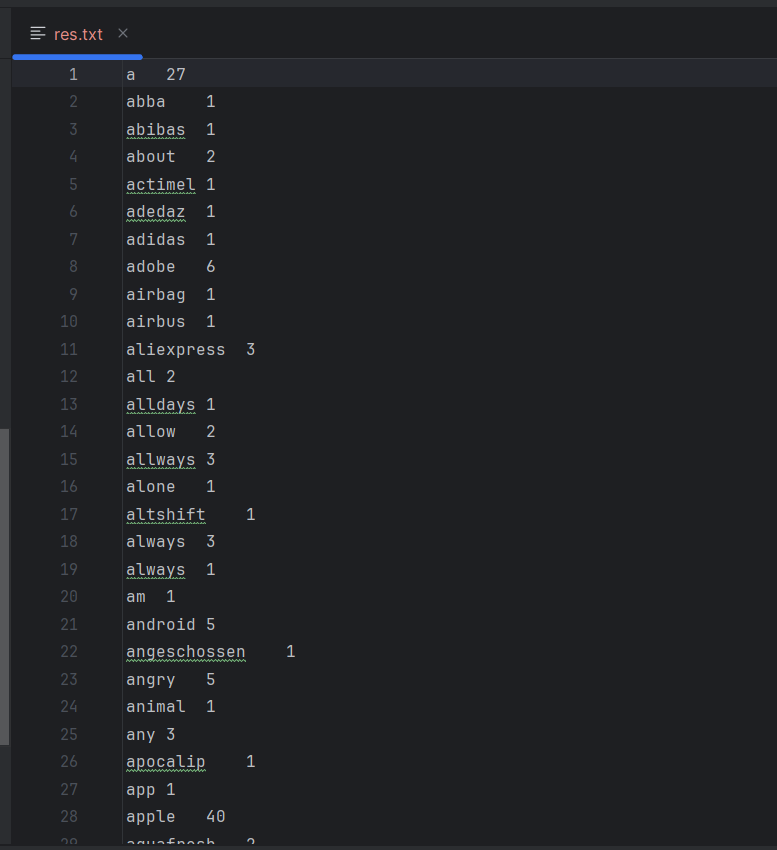 res.txt
1 a 27
2 abba 1
3 abibas 1
4 about 2
5 actimel 1
6 adedaz 1
7 adidas 1
8 adobe 6
9 airbag 1
10 airbus 1
11 aliexpress 3
12 all 2
13 alldays 1
14 allow 2
15 allways 3
16 alone 1
17 altshift 1
18 always 3
19 alwаys 1
20 am 1
21 android 5
22 angeschossen 1
23 angry 5
24 animal 1
25 any 3
26 apocalip 1
27 app 1
28 apple 40